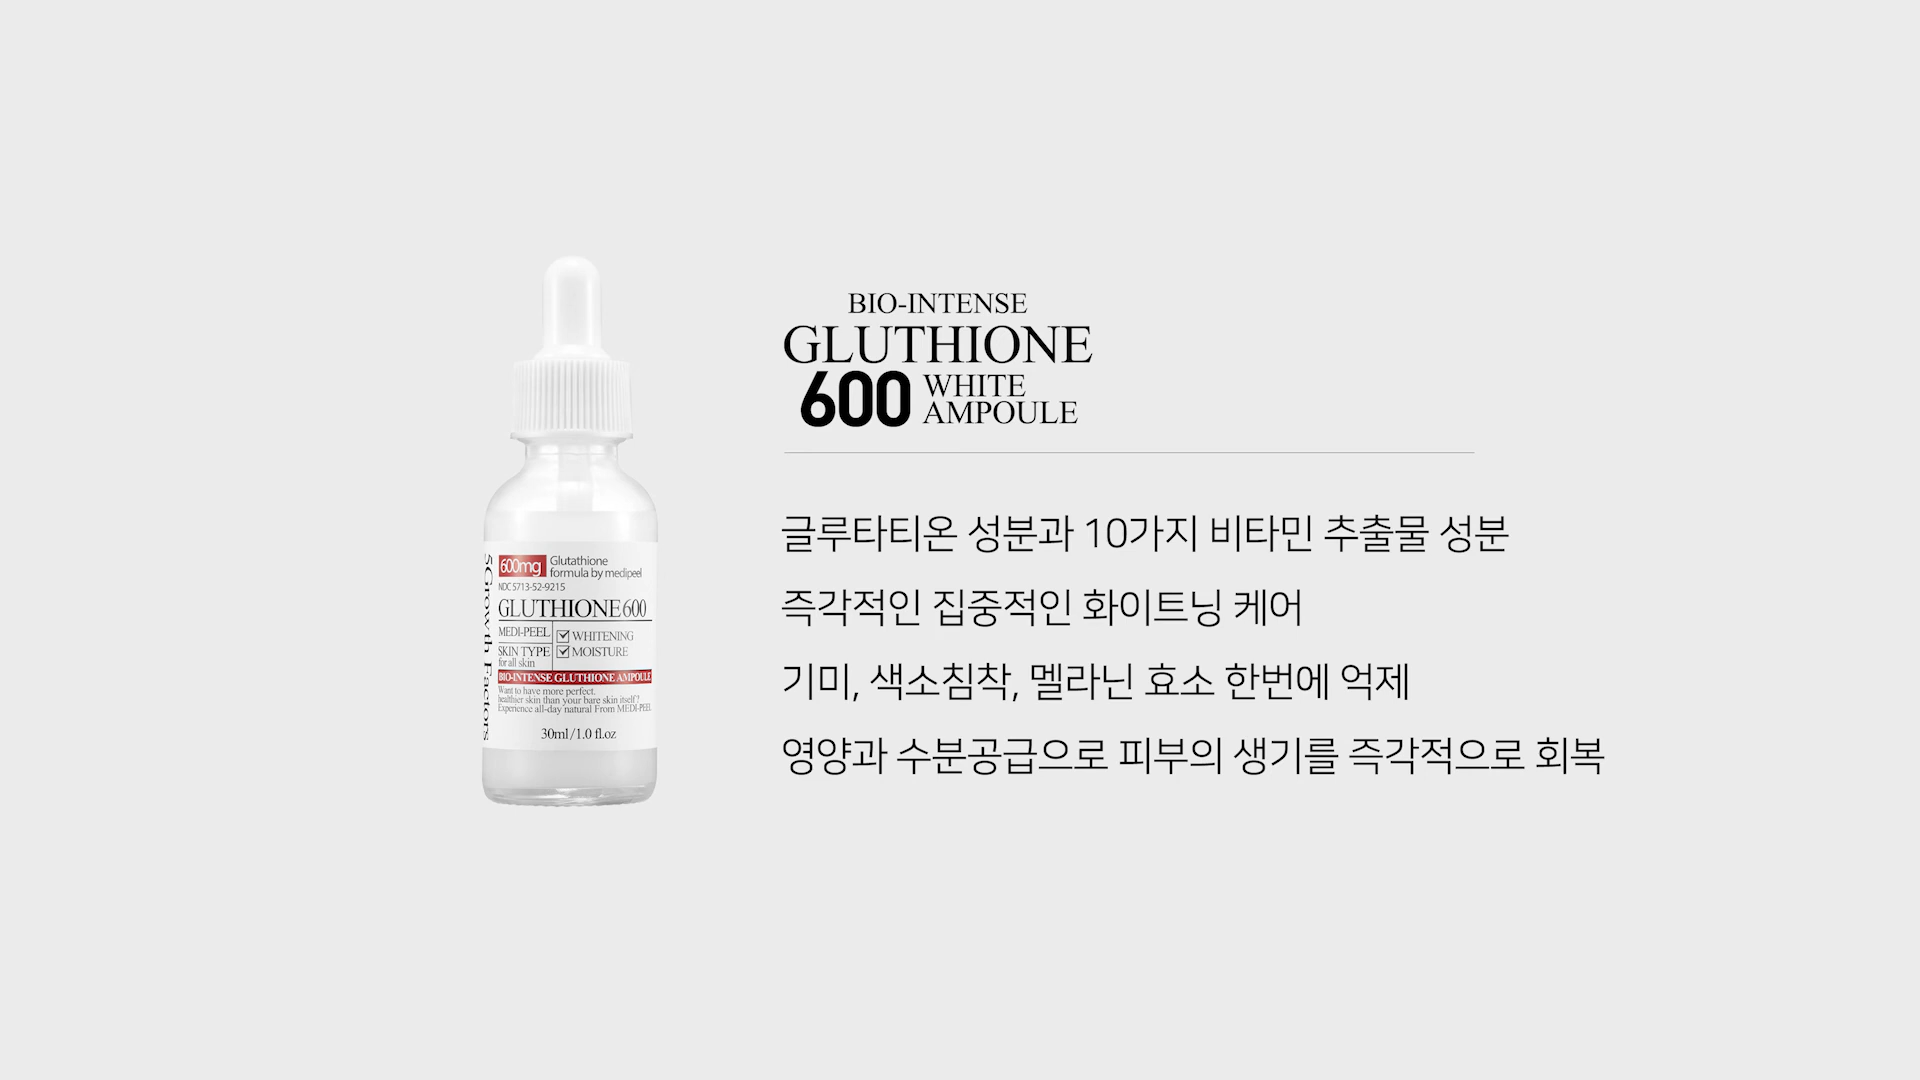 BIO-INTENSE
GLUTHIONE
600 WHITE
AMPOULE
글루타티온 성분과 10가지 비타민 추출물 성분
즉각적인 집중적인 화이트닝 케어
기미, 색소침착, 멜라닌 효소 한번에 억제
영양과 수분공급으로 피부의 생기를 즉각적으로 회복
5Growth Factors
600mg Glutathione
formula by medipeel
NDC 5713-52-9215
GLUTHIONE 600
MEDI-PEEL
WHITENING
SKIN TYPE
for all skin
MOISTURE
BIO-INTENSE GLUTHIONE AMPOULE
Want to have more perfect.
healthier skin than your bare skin itself ?
Experience all-day natural From MEDI-PEEL
30ml/1.0 fl.oz